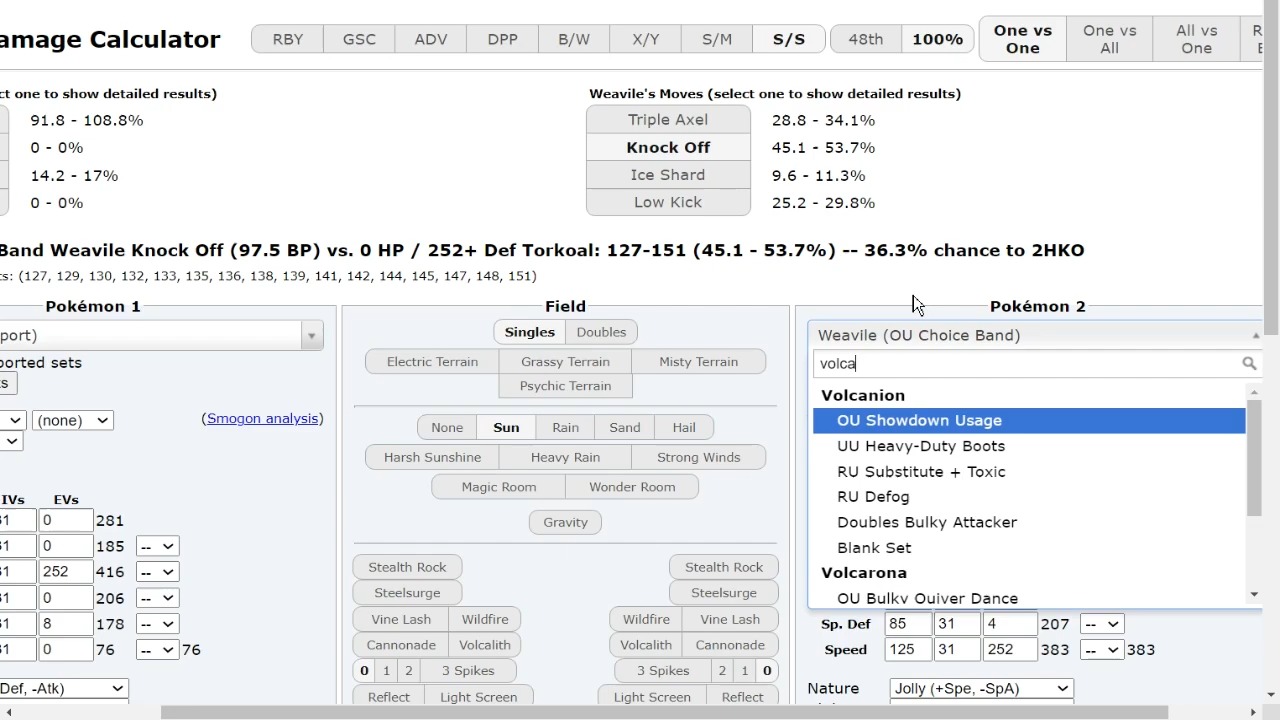 amage Calculator RBY GSC ADV DPP B/W X/Y S/M S/S 48th 100% One vs One One vs All All vs One
ct one to show detailed results)
91.8 - 108.8%
0 - 0%
14.2 - 17%
0 - 0%
Weavile's Moves (select one to show detailed results)
Triple Axel 28.8 - 34.1%
Knock Off 45.1 - 53.7%
Ice Shard 9.6 - 11.3%
Low Kick 25.2 - 29.8%
Band Weavile Knock Off (97.5 BP) vs. 0 HP / 252+ Def Torkoal: 127-151 (45.1 - 53.7%) -- 36.3% chance to 2HKO
ts: (127, 129, 130, 132, 133, 135, 136, 138, 139, 141, 142, 144, 145, 147, 148, 151)
Pokémon 1
port)
ported sets
s
(none) (Smogon analysis)
IVs EVs
31 0 281
31 0 185 --
31 252 416 --
31 0 206 --
31 8 178 --
31 0 76 -- 76
Def, -Atk)
Field
Singles Doubles
Electric Terrain Grassy Terrain Misty Terrain
Psychic Terrain
None Sun Rain Sand Hail
Harsh Sunshine Heavy Rain Strong Winds
Magic Room Wonder Room
Gravity
Stealth Rock Stealth Rock
Steelsurge Steelsurge
Vine Lash Wildfire Wildfire Vine Lash
Cannonade Volcalith Volcalith Cannonade
0 1 2 3 Spikes 3 Spikes 2 1 0
Reflect Light Screen Light Screen Reflect
Pokémon 2
Weavile (OU Choice Band)
volca
Volcanion
OU Showdown Usage
UU Heavy-Duty Boots
RU Substitute + Toxic
RU Defog
Doubles Bulky Attacker
Blank Set
Volcarona
OU Bulky Quiver Dance
Sp. Def 85 31 4 207 --
Speed 125 31 252 383 -- 383
Nature Jolly (+Spe, -SpA)